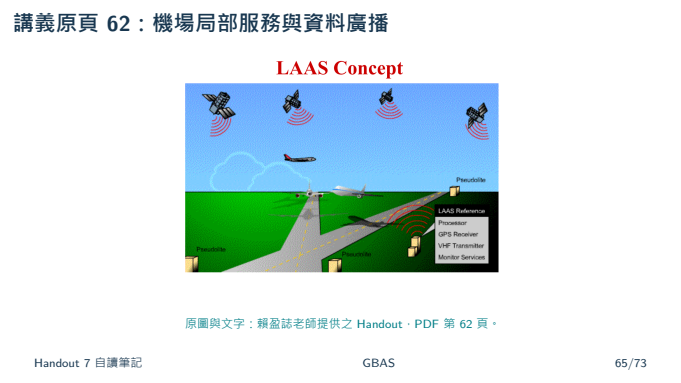 講義原頁 62：機場局部服務與資料廣播
LAAS Concept
Pseudolite
LAAS Reference
Processor
GPS Receiver
VHF Transmitter
Monitor Services
Pseudolite
Pseudolite
原圖與文字：賴盈誌老師提供之 Handout，PDF 第 62 頁。
Handout 7 自讀筆記
GBAS
65/73